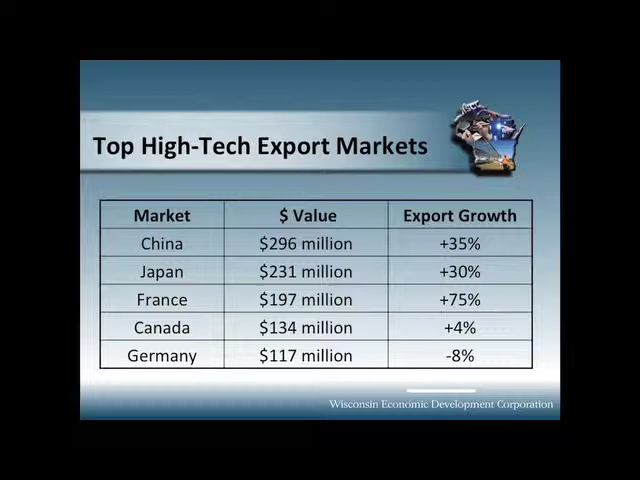 Top High-Tech Export Markets
Market $ Value Export Growth
China $296 million +35%
Japan $231 million +30%
France $197 million +75%
Canada $134 million +4%
Germany $117 million -8%
Wisconsin Economic Development Corporation